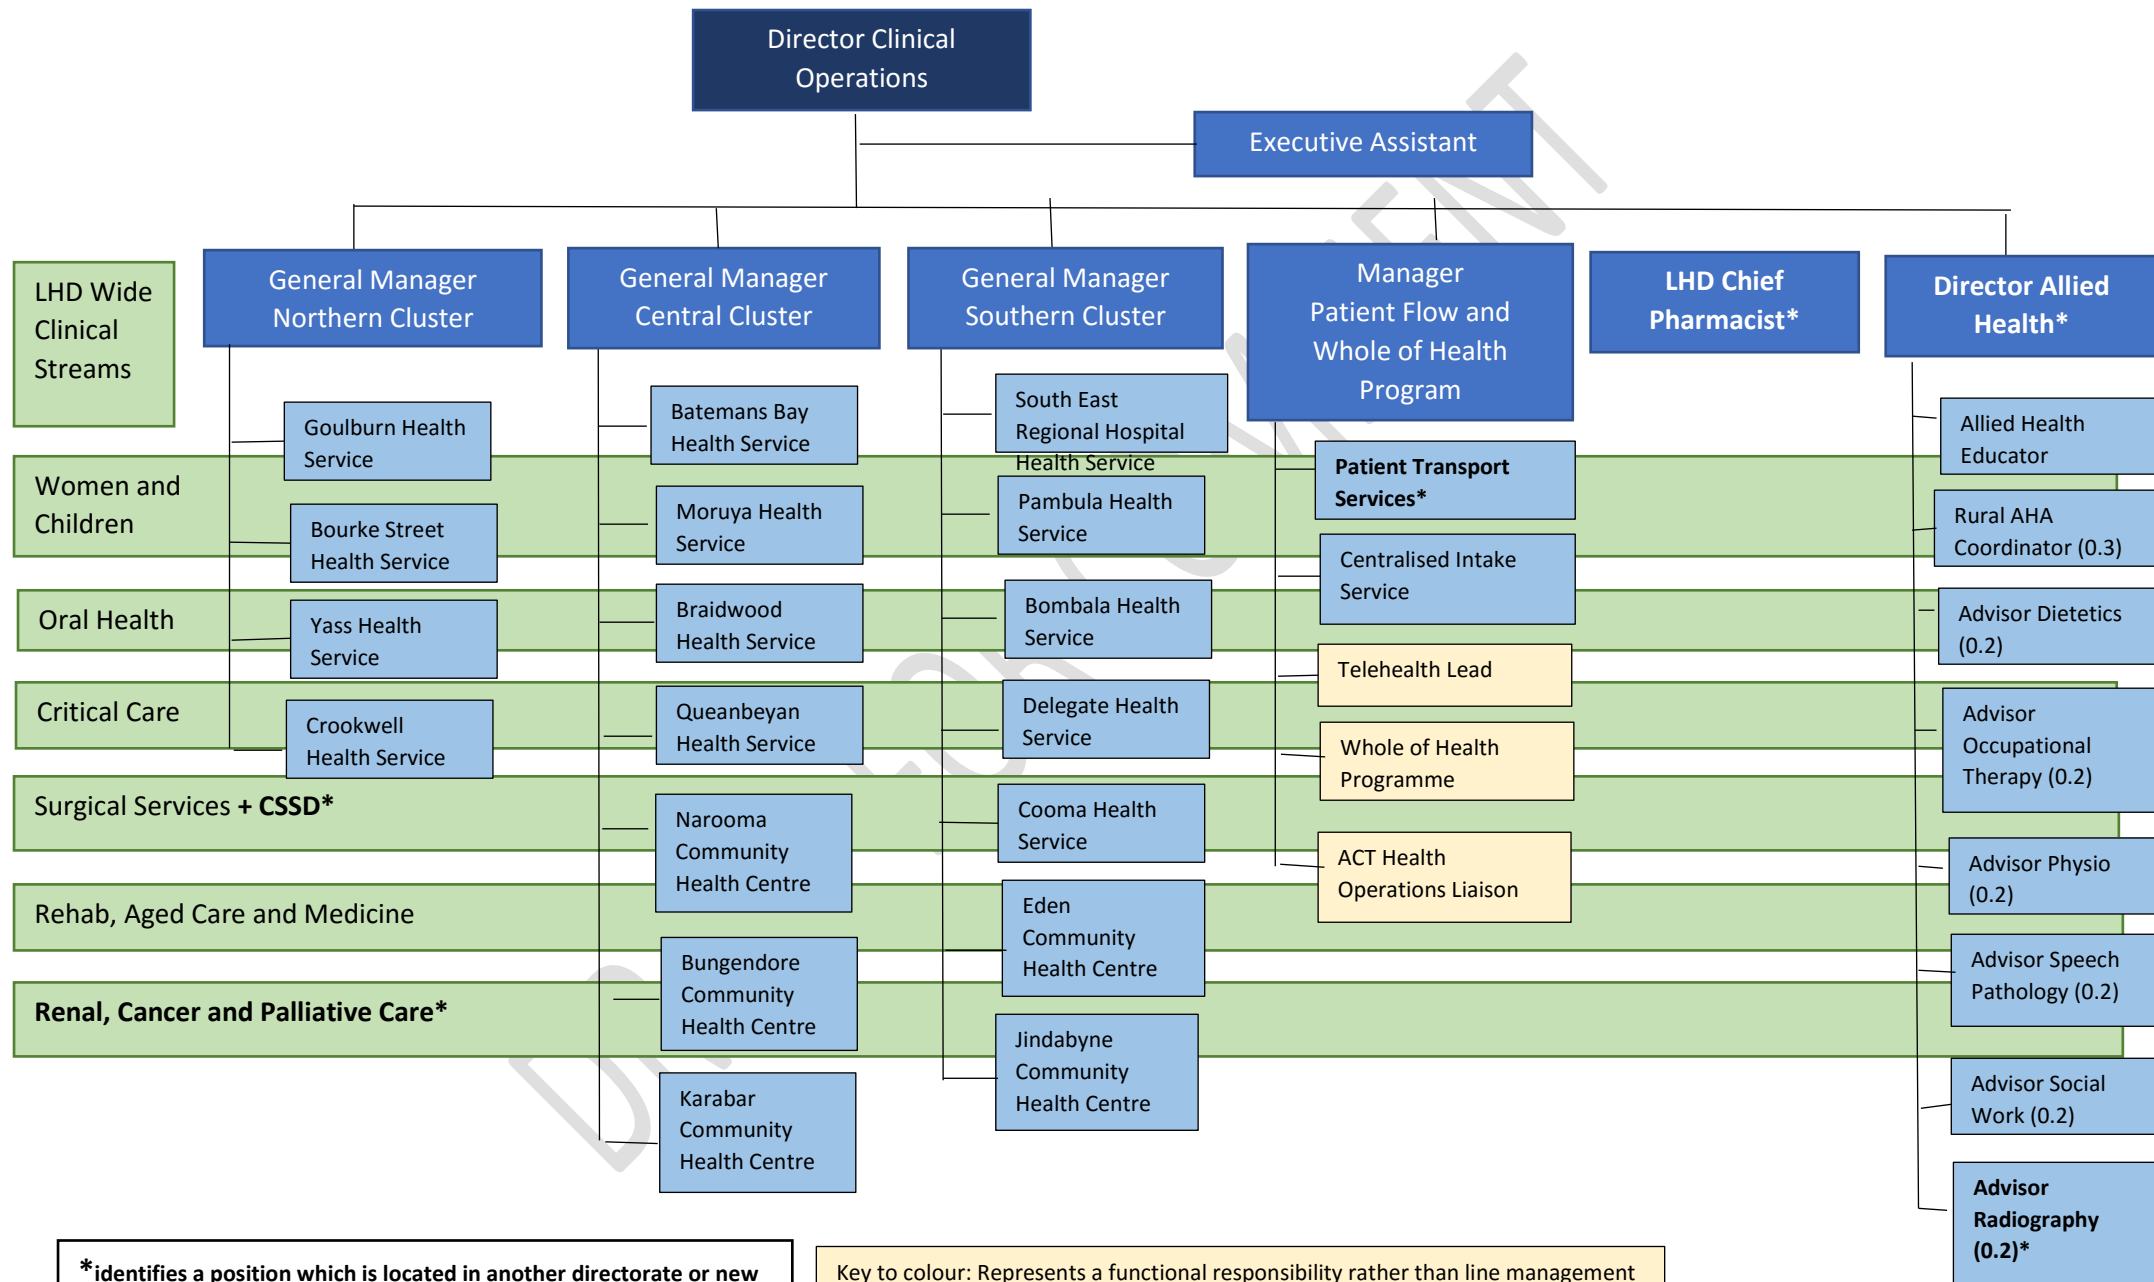 Director Clinical
Operations
Executive Assistant
LHD Wide
Clinical
Streams
General Manager
Northern Cluster
General Manager
Central Cluster
General Manager
Southern Cluster
Manager
Patient Flow and
Whole of Health
Program
LHD Chief
Pharmacist*
Director Allied
Health*
Goulburn Health
Service
Bourke Street
Health Service
Yass Health
Service
Crookwell
Health Service
Batemans Bay
Health Service
Moruya Health
Service
Braidwood
Health Service
Queanbeyan
Health Service
Narooma
Community
Health Centre
Bungendore
Community
Health Centre
Karabar
Community
Health Centre
South East
Regional Hospital
Health Service
Pambula Health
Service
Bombala Health
Service
Delegate Health
Service
Cooma Health
Service
Eden
Community
Health Centre
Jindabyne
Community
Health Centre
Patient Transport
Services*
Centralised Intake
Service
Telehealth Lead
Whole of Health
Programme
ACT Health
Operations Liaison
Allied Health
Educator
Rural AHA
Coordinator (0.3)
Advisor Dietetics
(0.2)
Advisor
Occupational
Therapy (0.2)
Advisor Physio
(0.2)
Advisor Speech
Pathology (0.2)
Advisor Social
Work (0.2)
Advisor
Radiography
(0.2)*
Women and
Children
Oral Health
Critical Care
Surgical Services + CSSD*
Rehab, Aged Care and Medicine
Renal, Cancer and Palliative Care*
*identifies a position which is located in another directorate or new
Key to colour: Represents a functional responsibility rather than line management